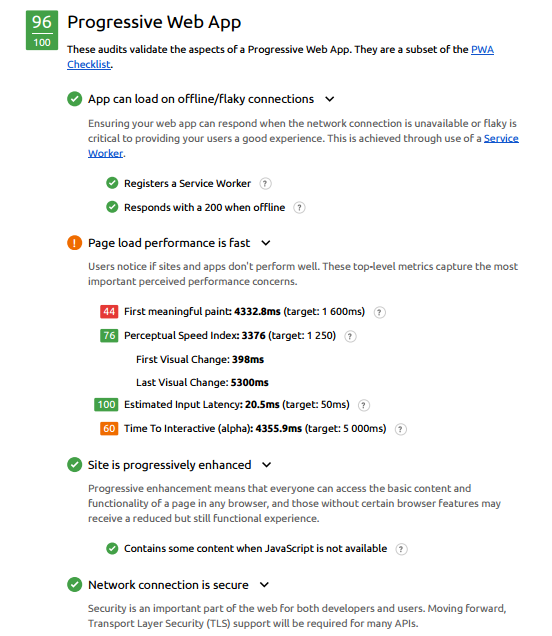 96
100
Progressive Web App
These audits validate the aspects of a Progressive Web App. They are a subset of the PWA
Checklist.
App can load on offline/flaky connections
Ensuring your web app can respond when the network connection is unavailable or flaky is
critical to providing your users a good experience. This is achieved through use of a Service
Worker.
Registers a Service Worker ?
Responds with a 200 when offline ?
! Page load performance is fast
Users notice if sites and apps don't perform well. These top-level metrics capture the most
important perceived performance concerns.
44 First meaningful paint: 4332.8ms (target: 1 600ms) ?
76 Perceptual Speed Index: 3376 (target: 1 250) ?
First Visual Change: 398ms
Last Visual Change: 5300ms
100 Estimated Input Latency: 20.5ms (target: 50ms) ?
60 Time To Interactive (alpha): 4355.9ms (target: 5 000ms) ?
Site is progressively enhanced
Progressive enhancement means that everyone can access the basic content and
functionality of a page in any browser, and those without certain browser features may
receive a reduced but still functional experience.
Contains some content when JavaScript is not available ?
Network connection is secure
Security is an important part of the web for both developers and users. Moving forward,
Transport Layer Security (TLS) support will be required for many APIs.